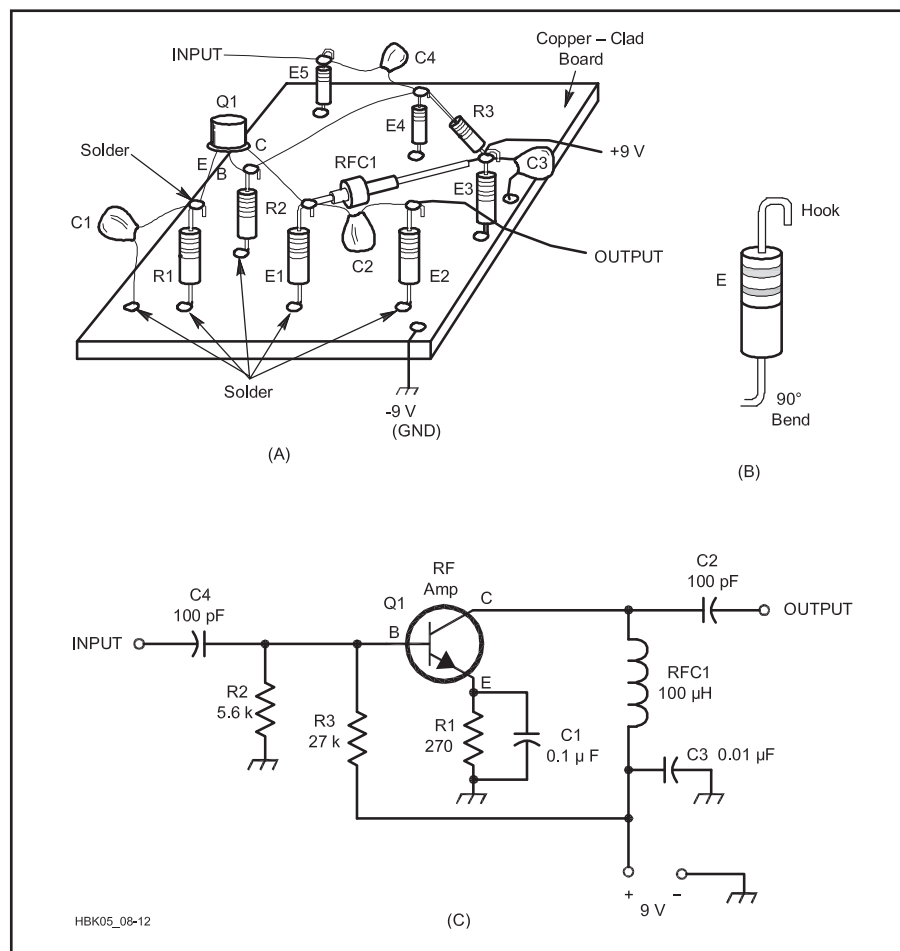 INPUT
C4
Copper – Clad
Board
E5
Q1
R3
E4
Solder
C
E
B
RFC1
+9 V
C3
E3
R2
C1
Hook
C2
OUTPUT
R1
E1
E2
E
Solder
-9 V
(GND)
90°
Bend
(A)
(B)
RF
Amp
C2
100 pF
C4
100 pF
Q1
C
OUTPUT
INPUT
B
RFC1
100 µH
E
R2
5.6 k
R3
27 k
R1
270
C1
0.1 µ F
C3 0.01 µF
+ –
9 V
HBK05_08-12
(C)